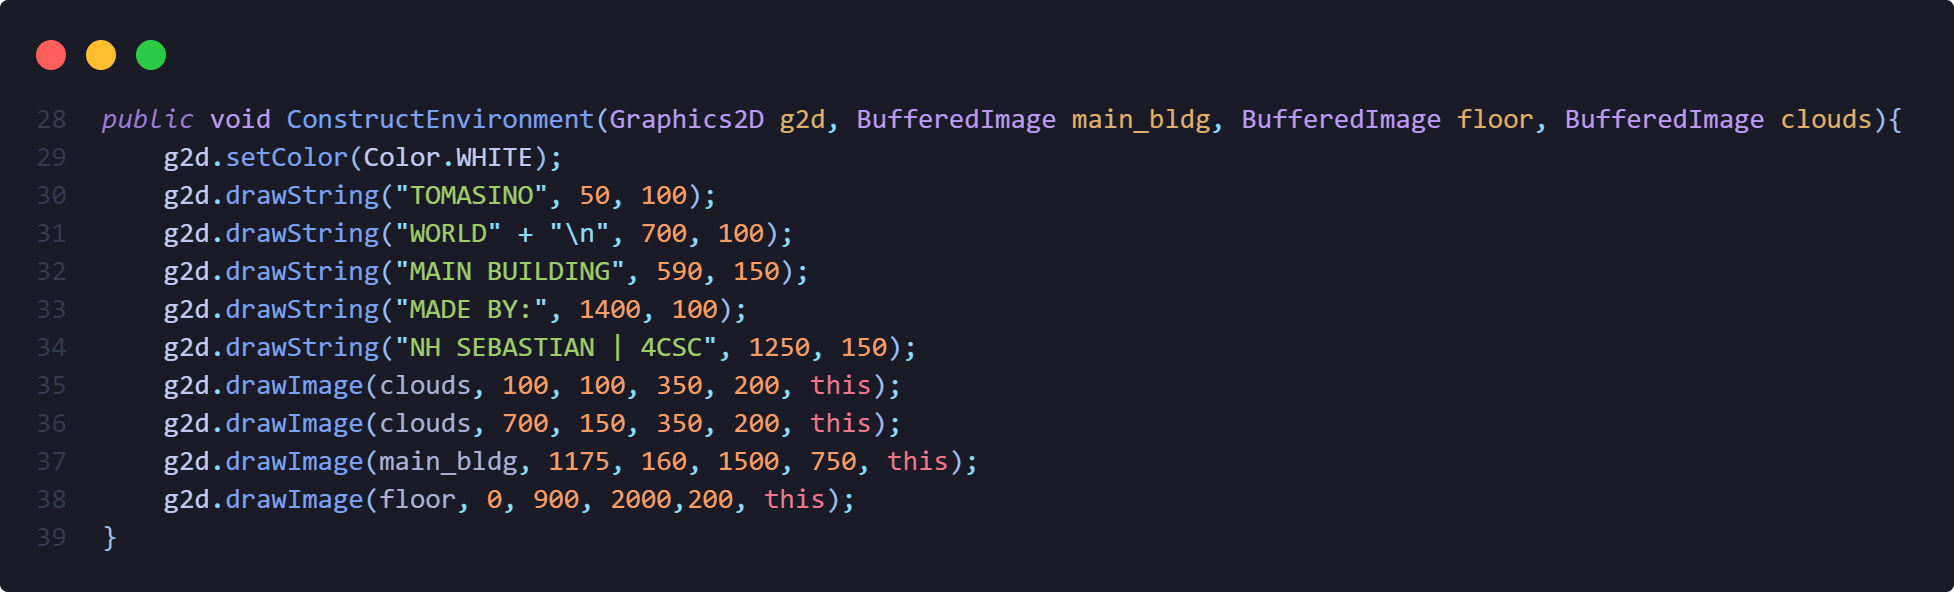 28 public void ConstructEnvironment(Graphics2D g2d, BufferedImage main_bldg, BufferedImage floor, BufferedImage clouds){
29     g2d.setColor(Color.WHITE);
30     g2d.drawString("TOMASINO", 50, 100);
31     g2d.drawString("WORLD" + "\n", 700, 100);
32     g2d.drawString("MAIN BUILDING", 590, 150);
33     g2d.drawString("MADE BY:", 1400, 100);
34     g2d.drawString("NH SEBASTIAN | 4CSC", 1250, 150);
35     g2d.drawImage(clouds, 100, 100, 350, 200, this);
36     g2d.drawImage(clouds, 700, 150, 350, 200, this);
37     g2d.drawImage(main_bldg, 1175, 160, 1500, 750, this);
38     g2d.drawImage(floor, 0, 900, 2000,200, this);
39 }